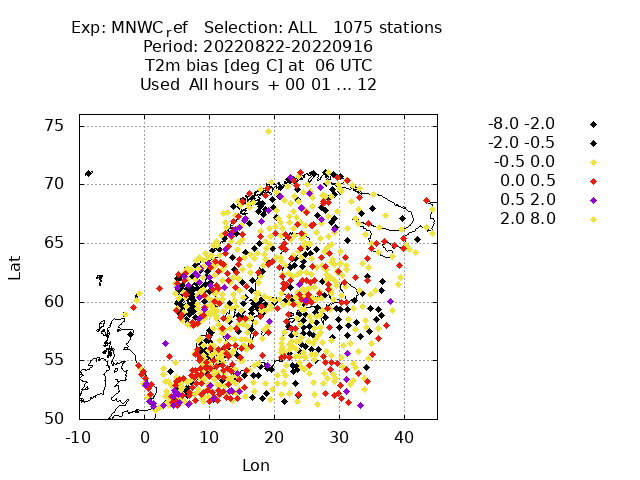 Exp: MNWCref Selection: ALL 1075 stations
Period: 20220822-20220916
T2m bias [deg C] at 06 UTC
Used All hours + 00 01 ... 12
75
70
65
60
55
50
-10 0 10 20 30 40
Lat
Lon
-8.0 -2.0
-2.0 -0.5
-0.5 0.0
0.0 0.5
0.5 2.0
2.0 8.0